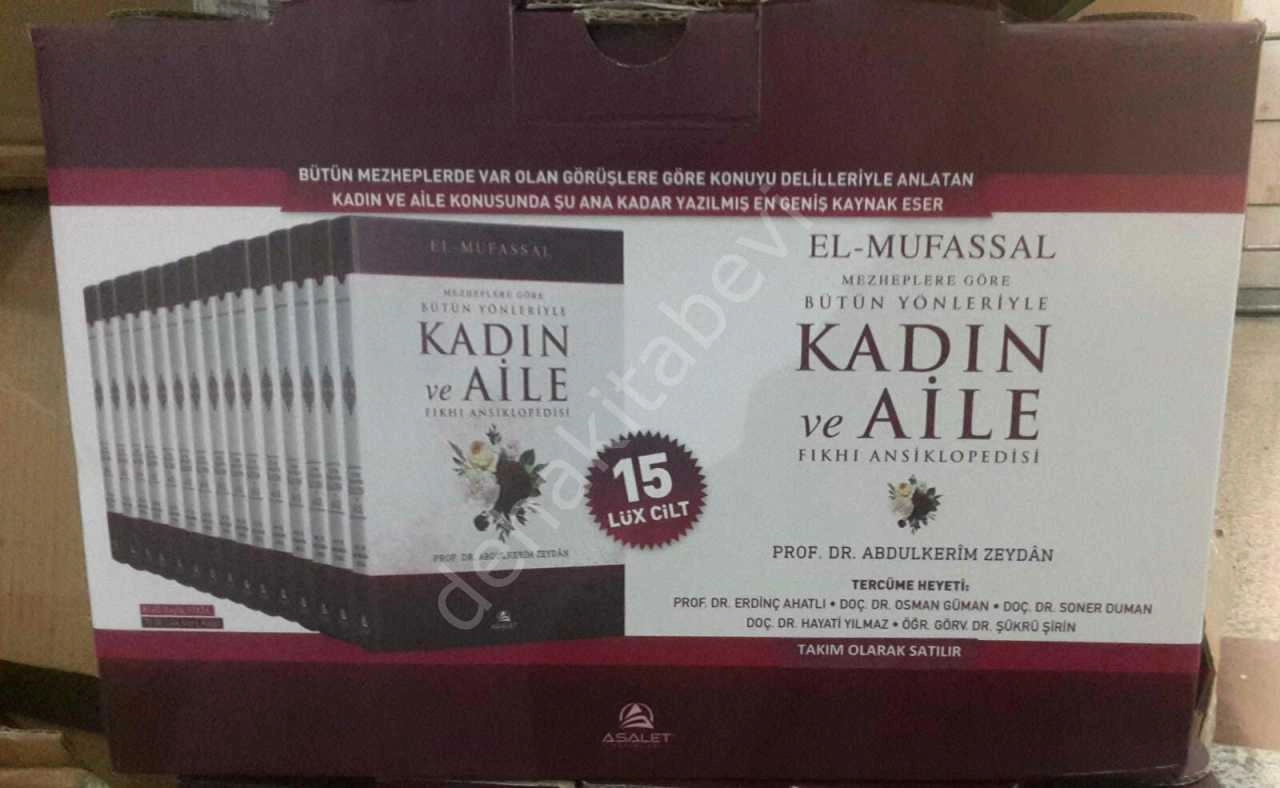 BÜTÜN MEZHEPLERDE VAR OLAN GÖRÜŞLERE GÖRE KONUYU DELİLLERİYLE ANLATAN
KADIN VE AİLE KONUSUNDA ŞU ANA KADAR YAZILMIŞ EN GENİŞ KAYNAK ESER
EL-MUFASSAL
MEZHEPLERE GÖRE
BÜTÜN YÖNLERİYLE
KADIN
ve AİLE
FIKHI ANSİKLOPEDİSİ
PROF. DR. ABDULKERİM ZEYDÂN
ASALET
15
LÜX CİLT
EL-MUFASSAL
MEZHEPLERE GÖRE
BÜTÜN YÖNLERİYLE
KADIN
ve AİLE
FIKHI ANSİKLOPEDİSİ
PROF. DR. ABDULKERÎM ZEYDÂN
TERCÜME HEYETİ:
PROF. DR. ERDİNÇ AHATLI • DOÇ. DR. OSMAN GÜMAN • DOÇ. DR. SONER DUMAN
DOÇ. DR. HAYATİ YILMAZ • ÖĞR. GÖRV. DR. ŞÜKRÜ ŞİRİN
TAKIM OLARAK SATILIR
ASALET
demakitabevi